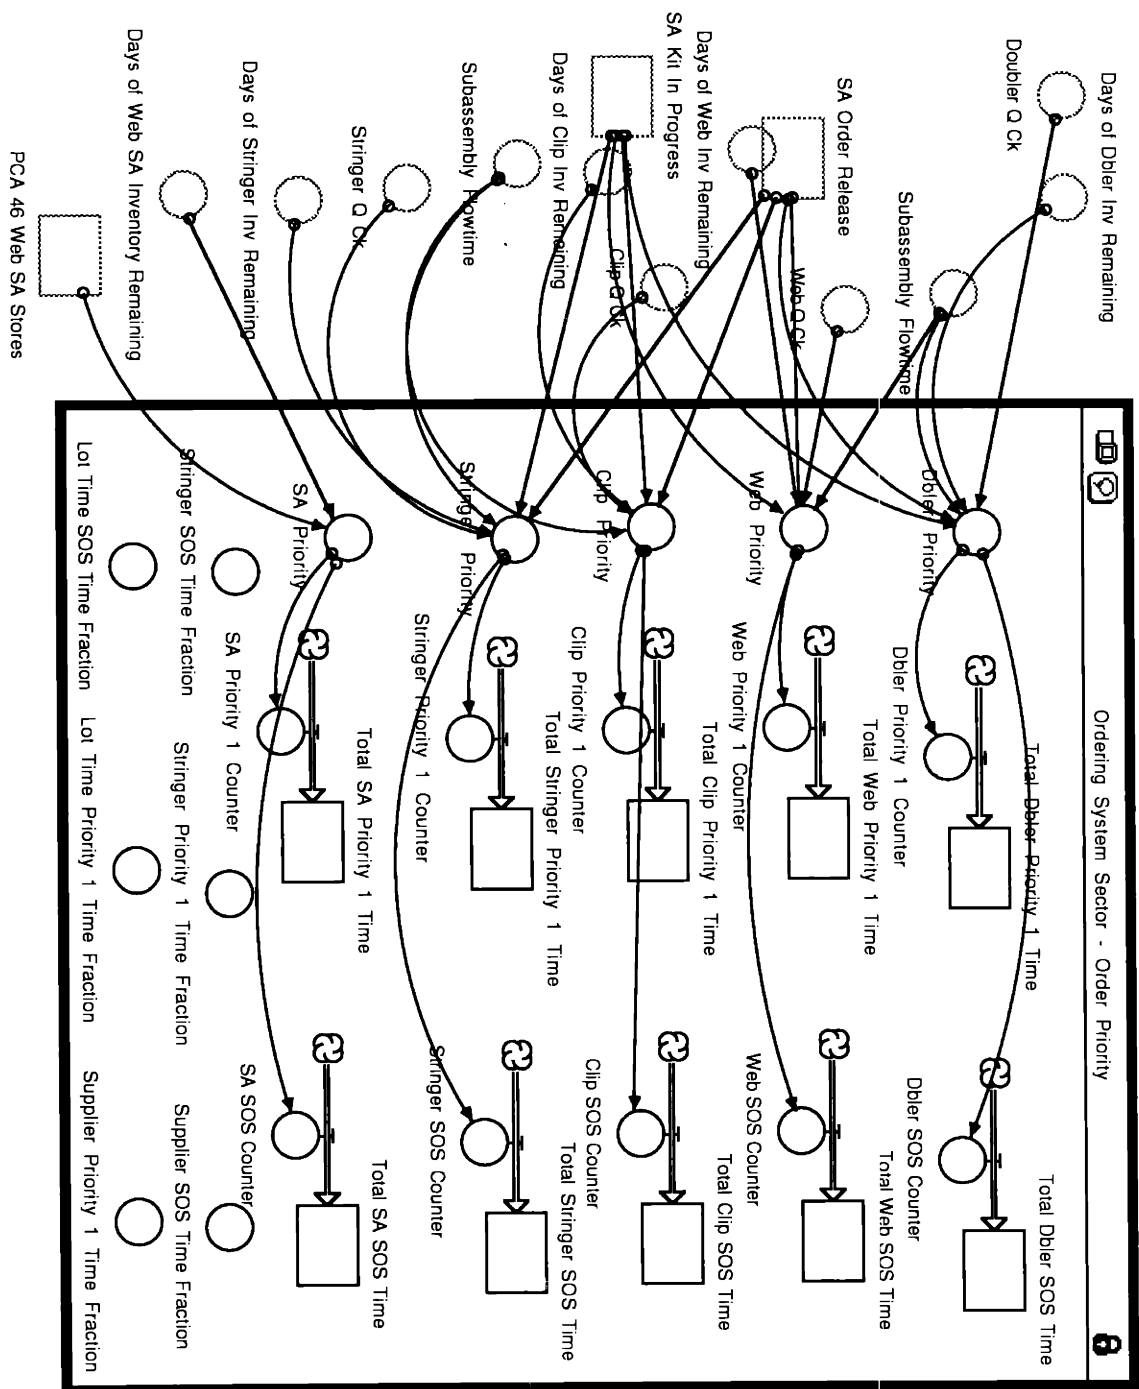 Ordering System Sector - Order Priority
Days of Dbler Inv Remaining
Doubler Q Ck
Total Dbler Priority 1 Time
Total Dbler SOS Time
Subassembly Flowtime
Dbler Priority
Dbler Priority 1 Counter
Dbler SOS Counter
SA Order Release
Total Web Priority 1 Time
Total Web SOS Time
Web Q Ck
Web Priority
Web Priority 1 Counter
Web SOS Counter
Days of Web Inv Remaining
SA Kit In Progress
Total Clip Priority 1 Time
Total Clip SOS Time
Clip Q Ck
Clip Priority
Clip Priority 1 Counter
Clip SOS Counter
Days of Clip Inv Remaining
Total Stringer Priority 1 Time
Total Stringer SOS Time
Subassembly Flowtime
Stringer Priority
Stringer Priority 1 Counter
Stringer SOS Counter
Stringer Q Ck
Total SA Priority 1 Time
Total SA SOS Time
Days of Stringer Inv Remaining
SA Priority
SA Priority 1 Counter
SA SOS Counter
Days of Web SA Inventory Remaining
Stringer SOS Time Fraction
Stringer Priority 1 Time Fraction
Supplier SOS Time Fraction
PCA 46 Web SA Stores
Lot Time SOS Time Fraction
Lot Time Priority 1 Time Fraction
Supplier Priority 1 Time Fraction